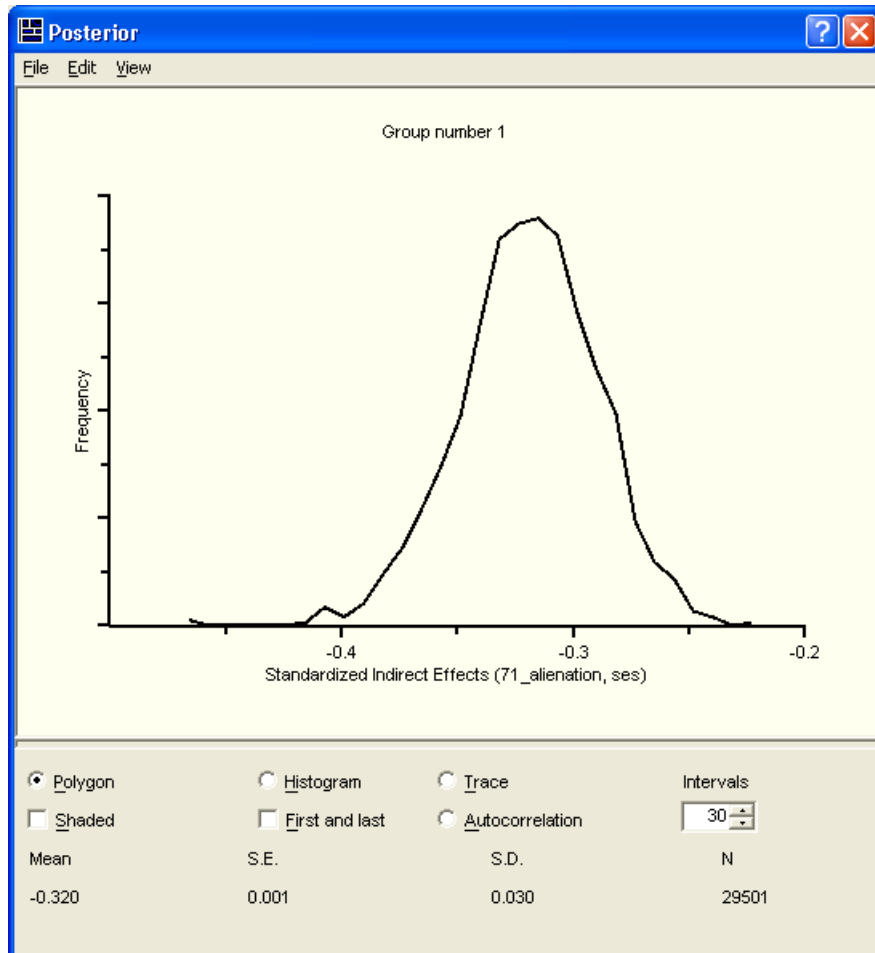 Posterior
File Edit View
Group number 1
Frequency
-0.4 -0.3 -0.2
Standardized Indirect Effects (71_alienation, ses)
Polygon Histogram Trace Intervals
Shaded First and last Autocorrelation 30
Mean S.E. S.D. N
-0.320 0.001 0.030 29501